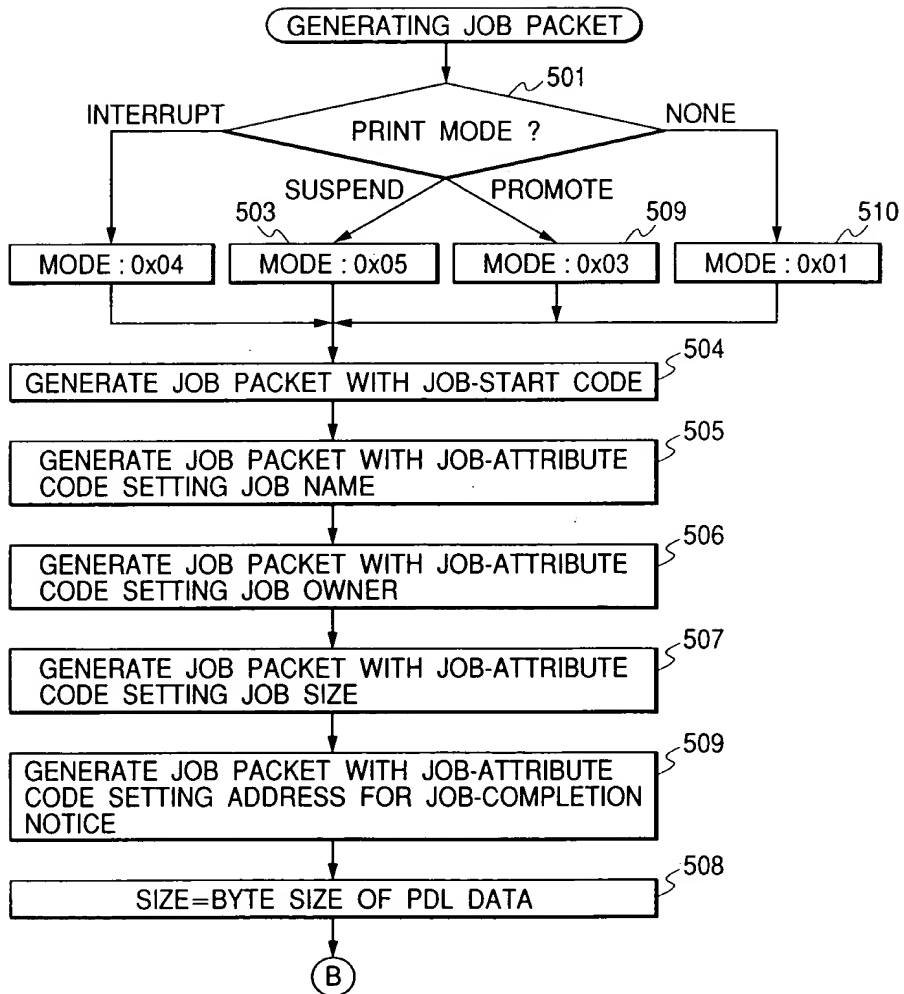 GENERATING JOB PACKET
501
INTERRUPT
PRINT MODE ?
NONE
SUSPEND
PROMOTE
503
509
510
MODE : 0x04
MODE : 0x05
MODE : 0x03
MODE : 0x01
504
GENERATE JOB PACKET WITH JOB-START CODE
505
GENERATE JOB PACKET WITH JOB-ATTRIBUTE
CODE SETTING JOB NAME
506
GENERATE JOB PACKET WITH JOB-ATTRIBUTE
CODE SETTING JOB OWNER
507
GENERATE JOB PACKET WITH JOB-ATTRIBUTE
CODE SETTING JOB SIZE
509
GENERATE JOB PACKET WITH JOB-ATTRIBUTE
CODE SETTING ADDRESS FOR JOB-COMPLETION
NOTICE
508
SIZE=BYTE SIZE OF PDL DATA
B